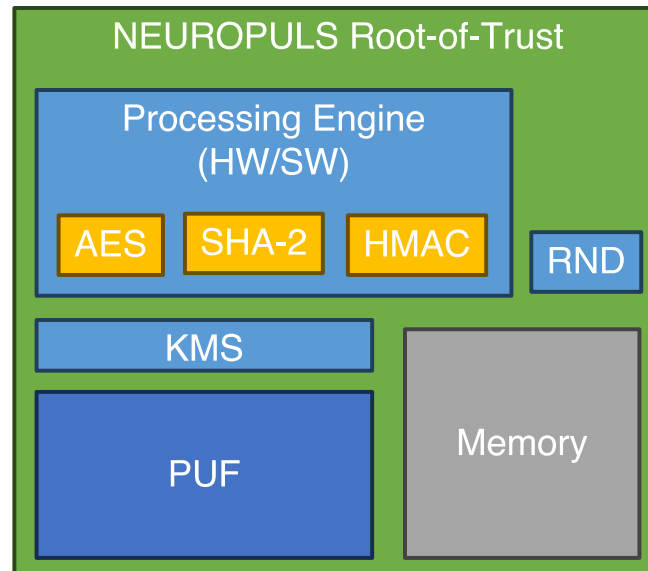 NEUROPULS Root-of-Trust
Processing Engine
(HW/SW)
AES
SHA-2
HMAC
RND
KMS
PUF
Memory